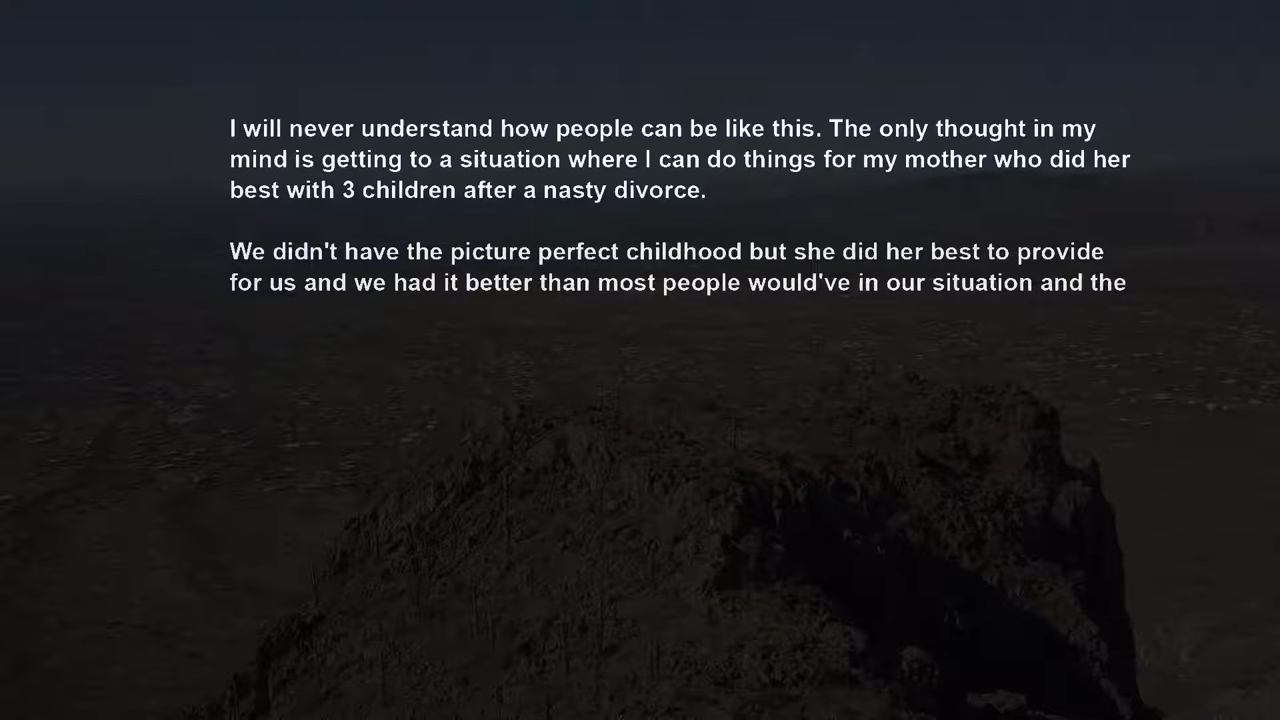 I will never understand how people can be like this. The only thought in my
mind is getting to a situation where I can do things for my mother who did her
best with 3 children after a nasty divorce.
We didn't have the picture perfect childhood but she did her best to provide
for us and we had it better than most people would've in our situation and the